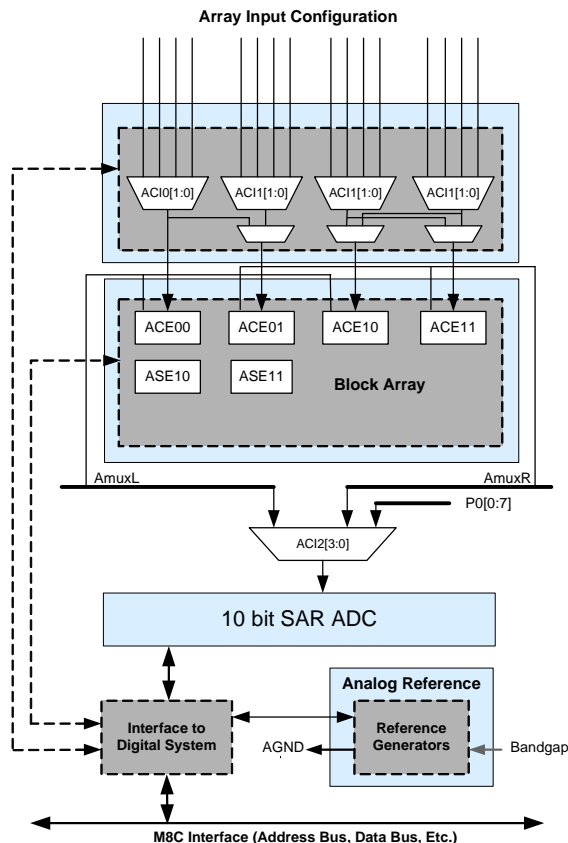 Array Input Configuration
ACI0[1:0]
ACI1[1:0]
ACI1[1:0]
ACI1[1:0]
ACE00
ACE01
ACE10
ACE11
ASE10
ASE11
Block Array
AmuxL
AmuxR
P0[0:7]
ACI2[3:0]
10 bit SAR ADC
Analog Reference
Interface to
Digital System
AGND
Reference
Generators
Bandgap
M8C Interface (Address Bus, Data Bus, Etc.)